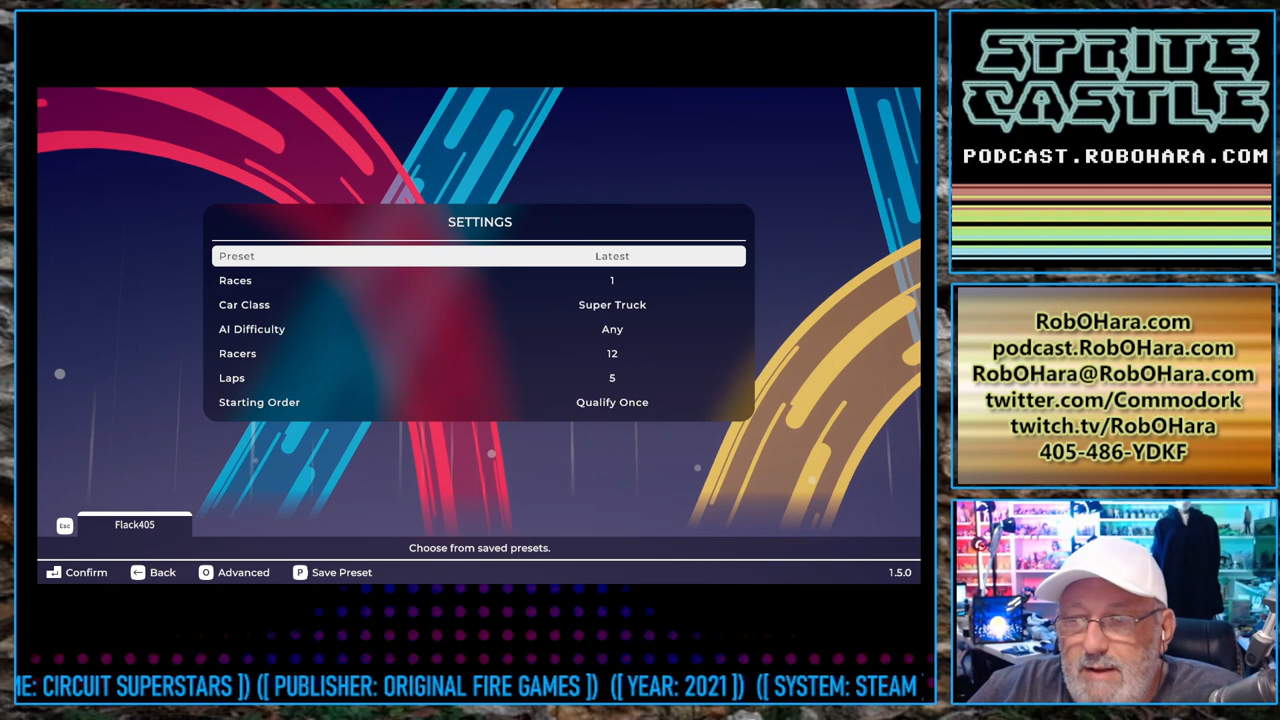 SETTINGS
Preset Latest
Races 1
Car Class Super Truck
AI Difficulty Any
Racers 12
Laps 5
Starting Order Qualify Once
Esc Flack405
Choose from saved presets.
Confirm Back O Advanced P Save Preset 1.5.0
ME: CIRCUIT SUPERSTARS ]) ([ PUBLISHER: ORIGINAL FIRE GAMES ]) ([ YEAR: 2021 ]) ([ SYSTEM: STEAM
SPRITE
CASTLE
PODCAST.ROBOHARA.COM
RobOHara.com
podcast.RobOHara.com
RobOHara@RobOHara.com
twitter.com/Commodork
twitch.tv/RobOHara
405-486-YDKF